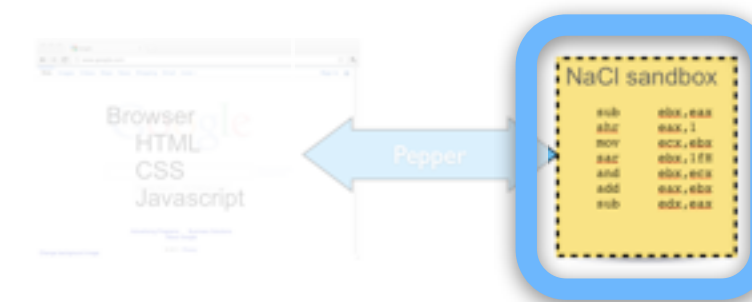 Browser
HTML
CSS
Javascript
Pepper
NaCl sandbox
sub ebx,eax
shr eax,1
mov ecx,ebx
sar ebx,1fH
and ebx,ecx
add eax,ebx
sub edx,eax